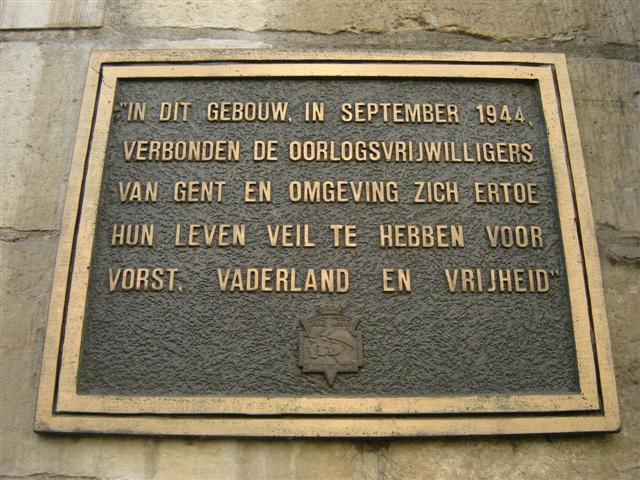 "IN DIT GEBOUW, IN SEPTEMBER 1944,
VERBONDEN DE OORLOGSVRIJWILLIGERS
VAN GENT EN OMGEVING ZICH ERTOE
HUN LEVEN VEIL TE HEBBEN VOOR
VORST, VADERLAND EN VRIJHEID"